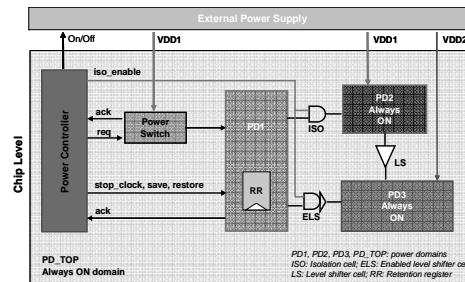 External Power Supply
On/Off
VDD1
VDD1
VDD2
iso_enable
ack
req
Power
Switch
PD1
ISO
PD2
Always
ON
LS
Chip Level
Power Controller
stop_clock, save, restore
RR
ack
ELS
PD3
Always
ON
PD_TOP
Always ON domain
PD1, PD2, PD3, PD_TOP: power domains
ISO: Isolation cell; ELS: Enabled level shifter ce
LS: Level shifter cell; RR: Retention register